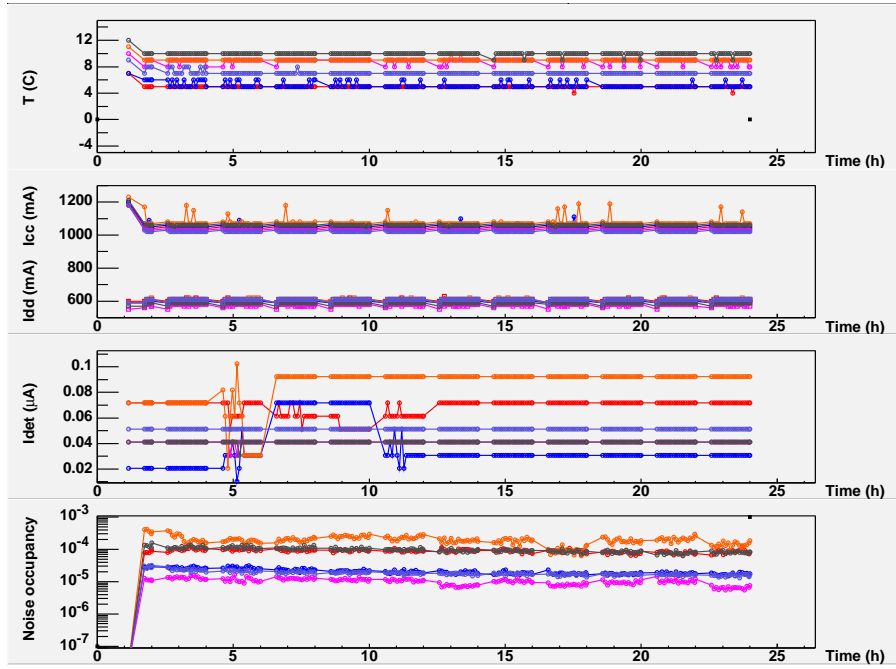 T (C)
12
8
4
0
-4
0 5 10 15 20 25
Time (h)
Idd (mA) Icc (mA)
1200
1000
800
600
0 5 10 15 20 25
Time (h)
Idet (μA)
0.1
0.08
0.06
0.04
0.02
0 5 10 15 20 25
Time (h)
Noise occupancy
10-3
10-4
10-5
10-6
10-7
0 5 10 15 20 25
Time (h)